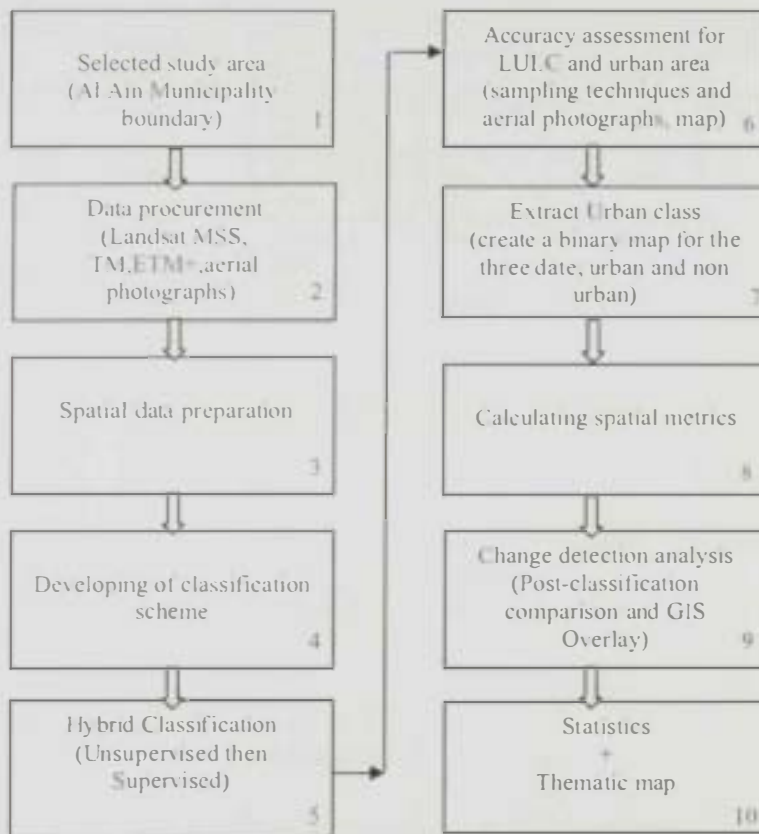 Selected study area
(Al Ain Municipality
boundary)
1
Data procurement
(Landsat MSS,
TM,ETM+,aerial
photographs)
2
Spatial data preparation
3
Developing of classification
scheme
4
Hybrid Classification
(Unsupervised then
Supervised)
5
Accuracy assessment for
LULC and urban area
(sampling techniques and
aerial photographs, map)
6
Extract Urban class
(create a binary map for the
three date, urban and non
urban)
7
Calculating spatial metrics
8
Change detection analysis
(Post-classification
comparison and GIS
Overlay)
9
Statistics
+
Thematic map
10